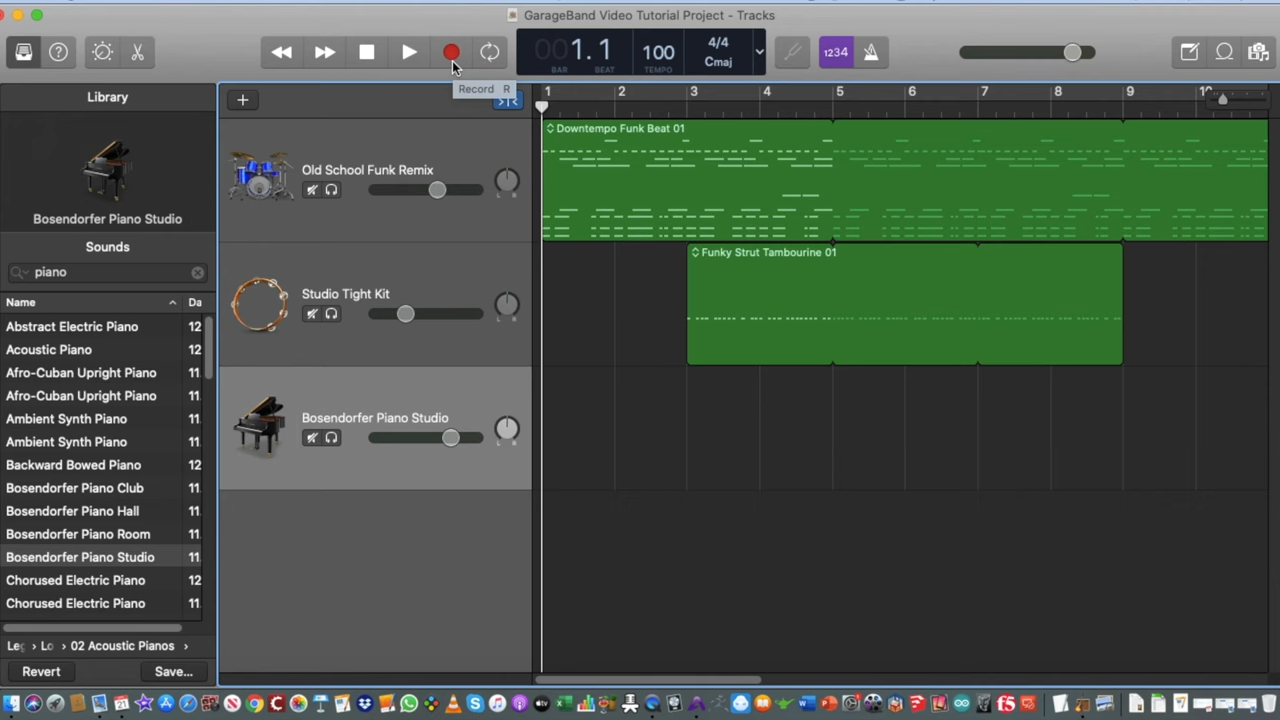 GarageBand Video Tutorial Project - Tracks
1.1
BAR
BEAT
100
TEMPO
4/4
Cmaj
1234
Record R
Library
Bosendorfer Piano Studio
Sounds
piano
Name
Da
Abstract Electric Piano 12
Acoustic Piano 12
Afro-Cuban Upright Piano 11
Afro-Cuban Upright Piano 11
Ambient Synth Piano 11
Ambient Synth Piano 11
Backward Bowed Piano 12
Bosendorfer Piano Club 11
Bosendorfer Piano Hall 11
Bosendorfer Piano Room 11
Bosendorfer Piano Studio 11
Chorused Electric Piano 12
Chorused Electric Piano 11
Le › Lo › 02 Acoustic Pianos ›
Revert
Save...
1 2 3 4 5 6 7 8 9 10
Old School Funk Remix
Downtempo Funk Beat 01
Studio Tight Kit
L R
Funky Strut Tambourine 01
Bosendorfer Piano Studio
L R